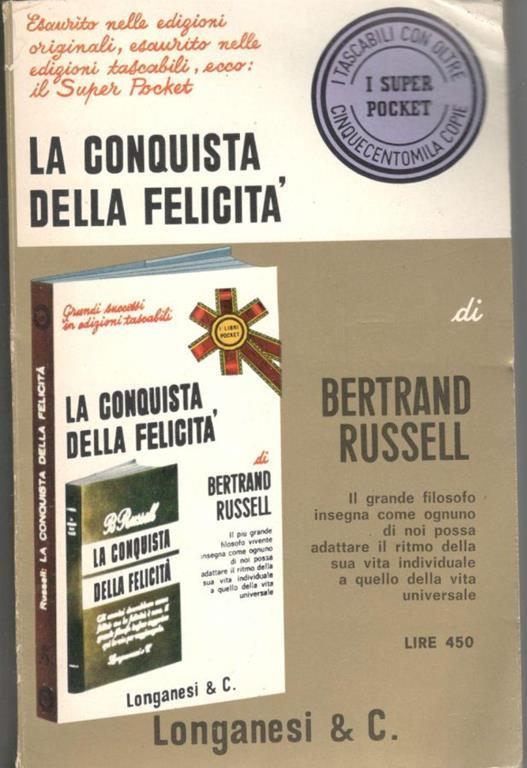 Esaurito nelle edizioni
originali, esaurito nelle
edizioni tascabili, ecco:
il Super Pocket
I TASCABILI CON OLTRE
I SUPER
POCKET
CINQUECENTOMILA COPIE
LA CONQUISTA
DELLA FELICITA'
di
BERTRAND
RUSSELL
Il grande filosofo
insegna come ognuno
di noi possa
adattare il ritmo della
sua vita individuale
a quello della vita
universale
LIRE 450
Russell: LA CONQUISTA DELLA FELICITÀ
Grandi successi
in edizioni tascabili
I LIBRI
POCKET
LA CONQUISTA
DELLA FELICITA'
di
BERTRAND
RUSSELL
Il più grande
filosofo vivente
insegna come ognuno
di noi possa
adattare il ritmo della
sua vita individuale
a quello della vita
universale
B. Russell
LA CONQUISTA
DELLA FELICITÀ
Longanesi & C.
Longanesi & C.
Longanesi & C.